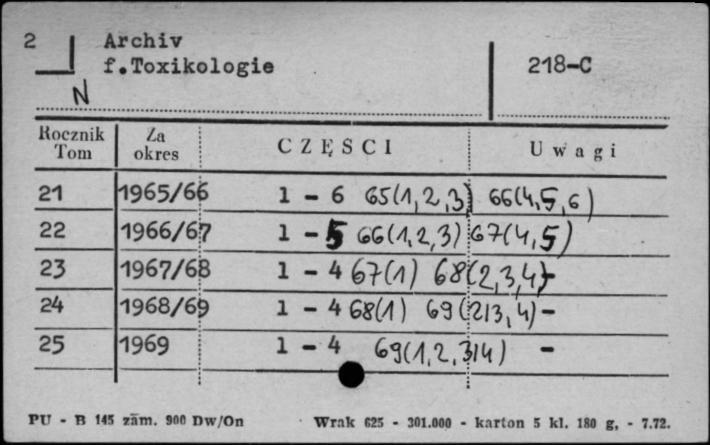 2 Archiv
f.Toxikologie 218-C
N
Rocznik Tom Za okres CZĘŚCI Uwagi
21 1965/66 1 - 6 65(1,2,3) 66(4,5,6)
22 1966/67 1 - 5 66(1,2,3) 67(4,5)
23 1967/68 1 - 4 67(1) 68(2,3,4) -
24 1968/69 1 - 4 68(1) 69(2,3,4) -
25 1969 1 - 4 69(1,2,3,4) -
PU - B 145 zam. 900 Dw/On Wrak 625 - 301.000 - karton 5 kl. 180 g, - 7.72.